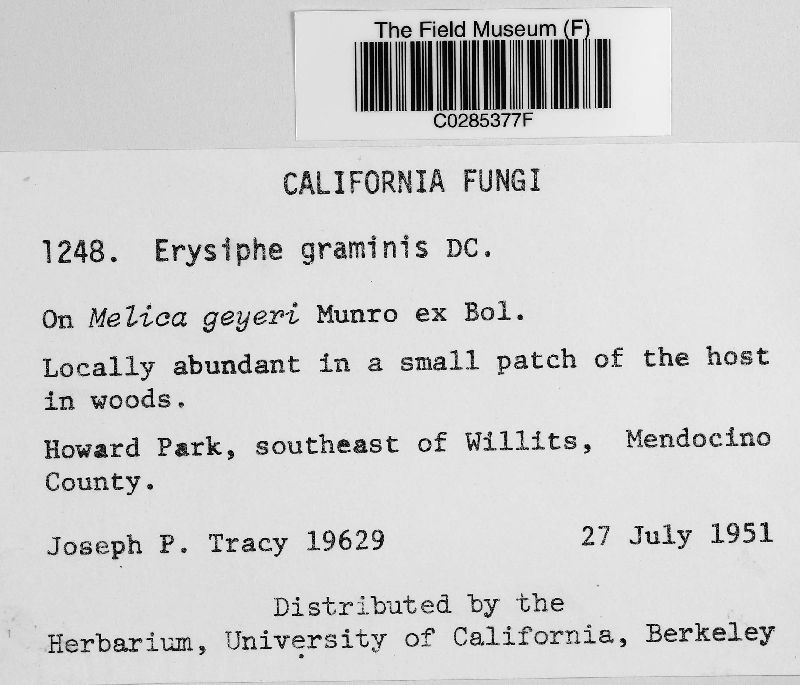 The Field Museum (F)
C0285377F
CALIFORNIA FUNGI
1248. Erysiphe graminis DC.
On Melica geyeri Munro ex Bol.
Locally abundant in a small patch of the host
in woods.
Howard Park, southeast of Willits, Mendocino
County.
Joseph P. Tracy 19629 27 July 1951
Distributed by the
Herbarium, University of California, Berkeley